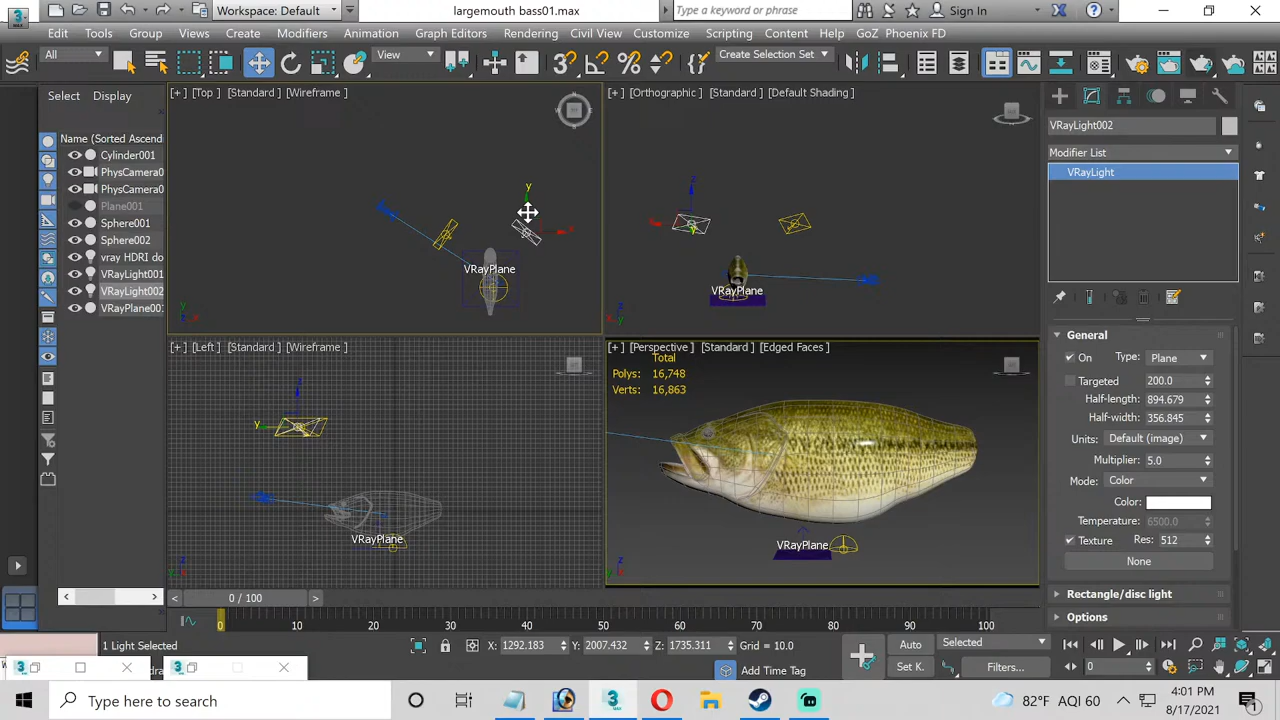 Workspace: Default
largemouth bass01.max
Type a keyword or phrase
Sign In
Edit Tools Group Views Create Modifiers Animation Graph Editors Rendering Civil View Customize Scripting Content Help GoZ Phoenix FD
All
View
Create Selection Set
Select Display
Name (Sorted Ascend
Cylinder001
PhysCamera0
PhysCamera0
Plane001
Sphere001
Sphere002
vray HDRI do
VRayLight001
VRayLight002
VRayPlane00
[+] [Top] [Standard] [Wireframe]
VRayPlane
[+] [Orthographic] [Standard] [Default Shading]
VRayPlane
[+] [Left] [Standard] [Wireframe]
VRayPlane
[+] [Perspective] [Standard] [Edged Faces]
Total
Polys: 16,748
Verts: 16,863
VRayPlane
VRayLight002
Modifier List
VRayLight
General
On Type: Plane
Targeted 200.0
Half-length: 894.679
Half-width: 356.845
Units: Default (image)
Multiplier: 5.0
Mode: Color
Color:
Temperature: 6500.0
Texture Res: 512
None
Rectangle/disc light
Options
0 / 100
0 10 20 30 40 50 60 70 80 90 100
1 Light Selected
X: 1292.183 Y: 2007.432 Z: 1735.311 Grid = 10.0
Add Time Tag
Auto Selected
Set K. Filters...
0
Type here to search
82°F AQI 60
4:01 PM
8/17/2021